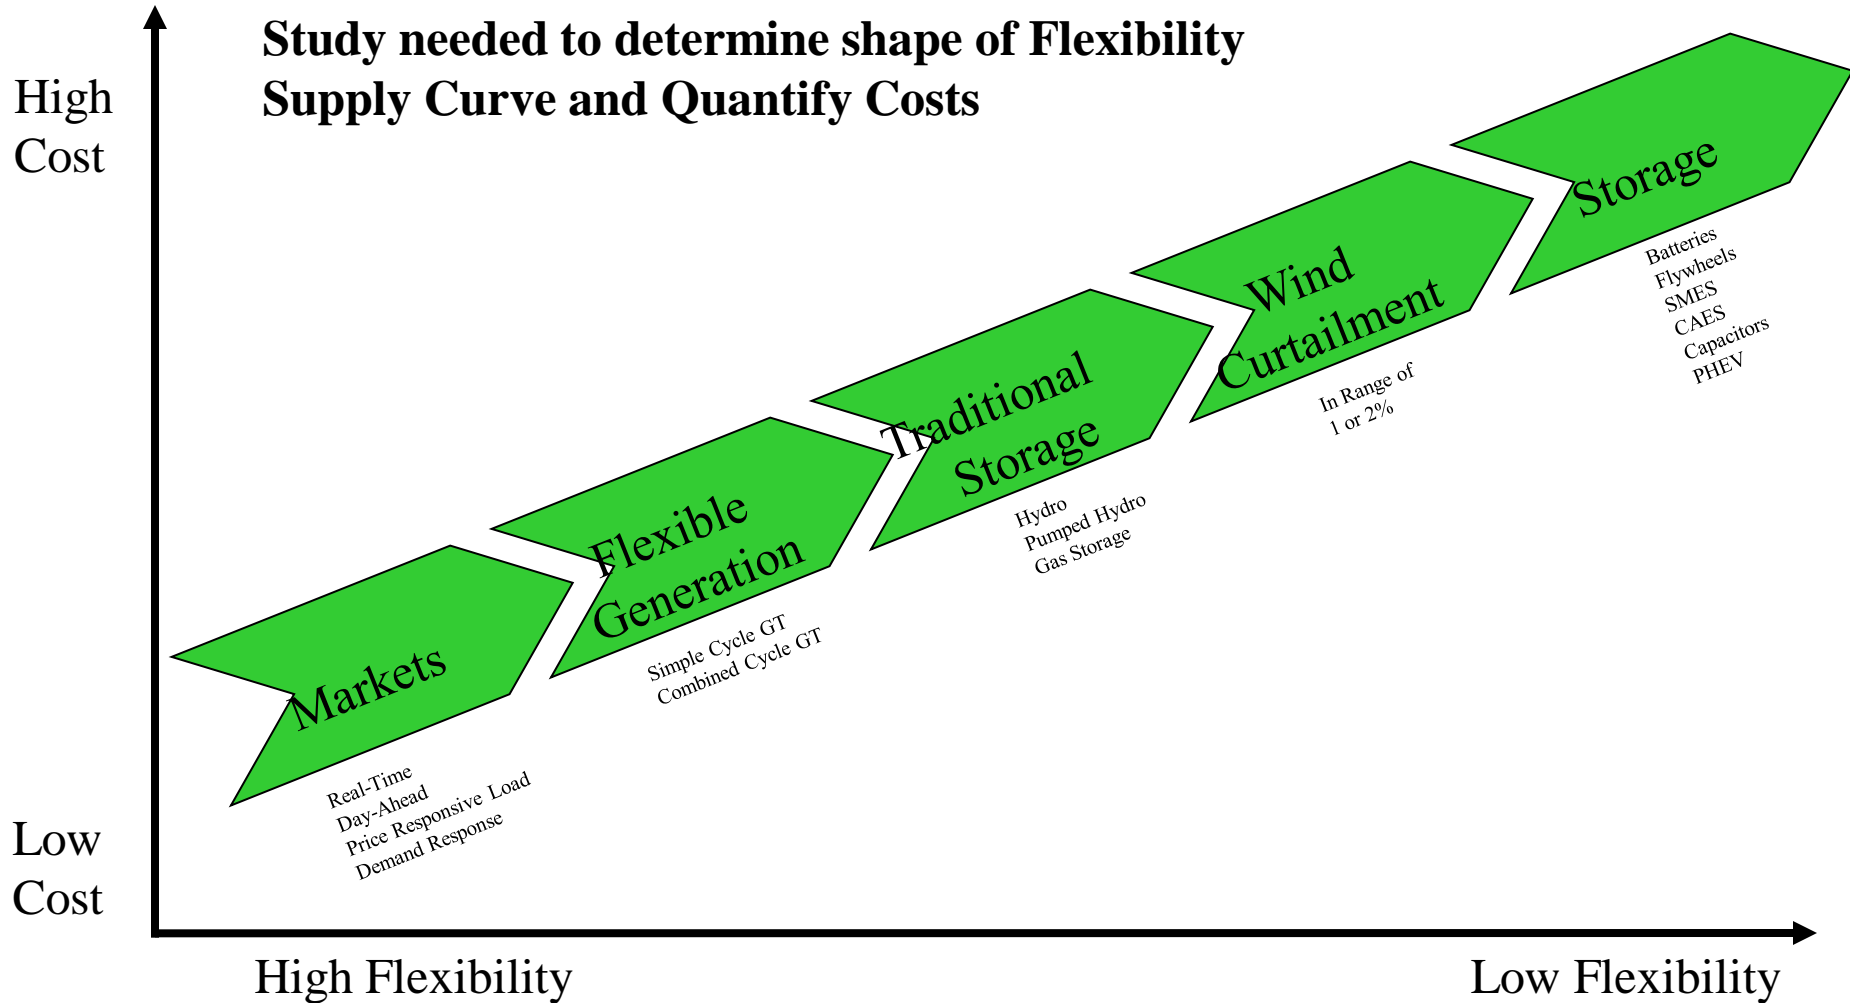 Study needed to determine shape of Flexibility
Supply Curve and Quantify Costs
High
Cost
Storage
Batteries
Flywheels
SMES
CAES
Capacitors
PHEV
Wind
Curtailment
In Range of
1 or 2%
Traditional
Storage
Hydro
Pumped Hydro
Gas Storage
Flexible
Generation
Simple Cycle GT
Combined Cycle GT
Markets
Real-Time
Day-Ahead
Price Responsive Load
Demand Response
Low
Cost
High Flexibility
Low Flexibility